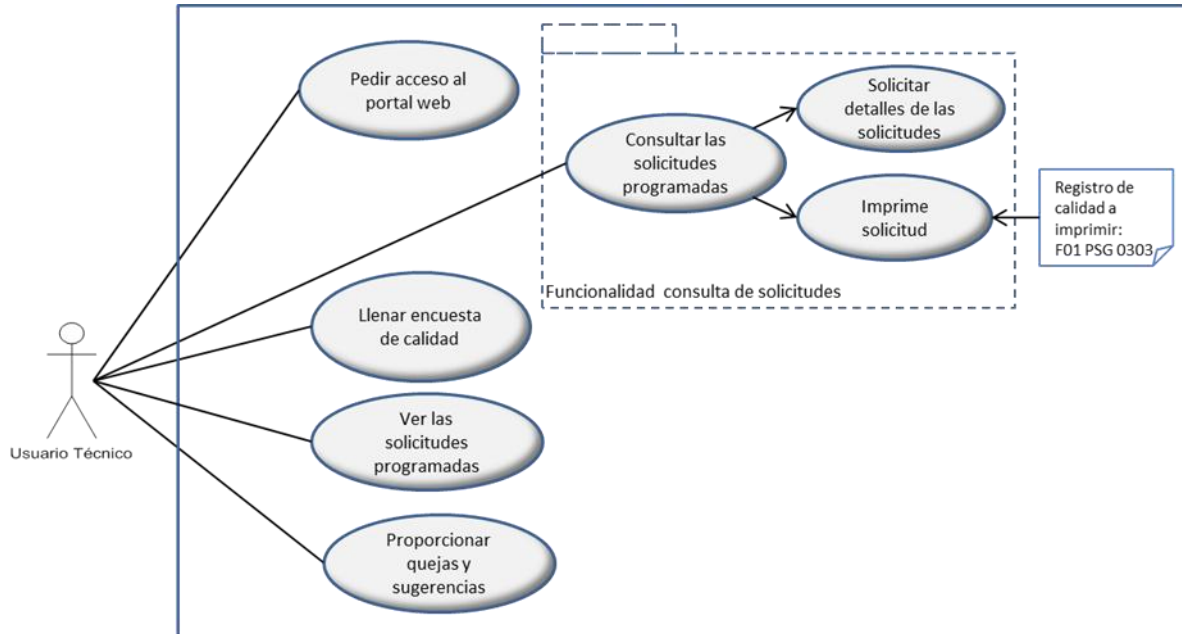 Pedir acceso al
portal web
Solicitar
detalles de las
solicitudes
Consultar las
solicitudes
programadas
Imprime
solicitud
Registro de
calidad a
imprimir:
F01 PSG 0303
Funcionalidad consulta de solicitudes
Llenar encuesta
de calidad
Ver las
solicitudes
programadas
Usuario Técnico
Proporcionar
quejas y
sugerencias